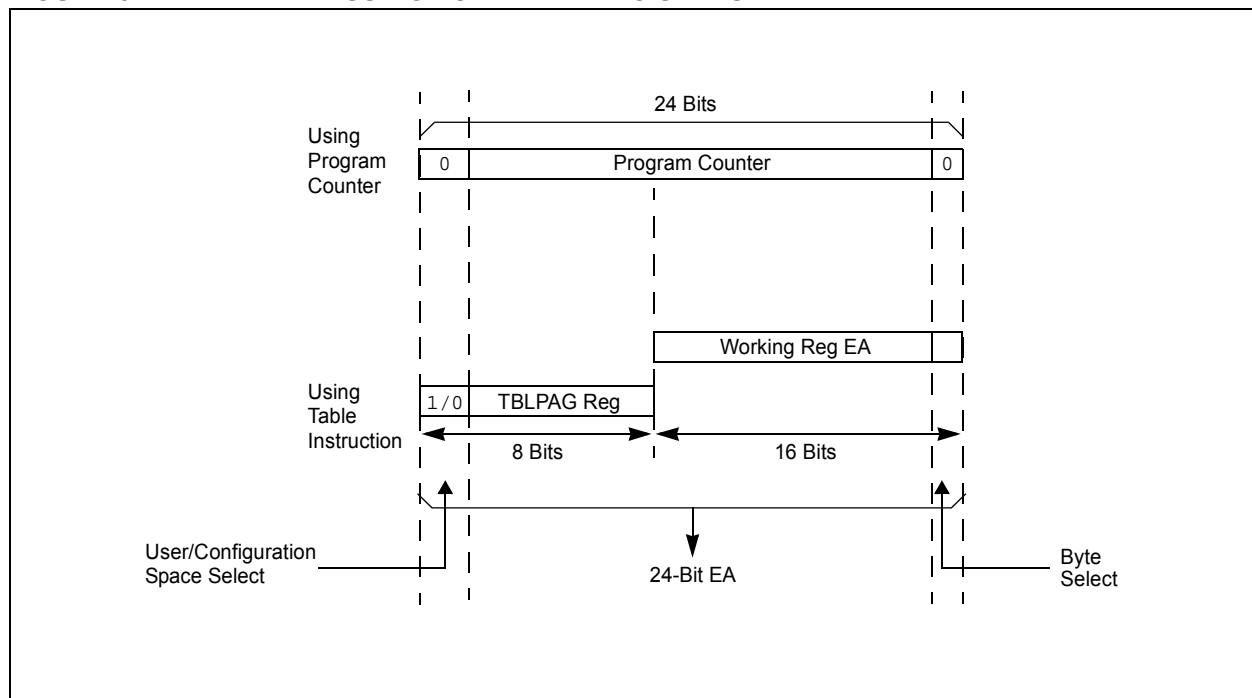 24 Bits
Using
Program
Counter
0
Program Counter
0
Working Reg EA
Using
Table
Instruction
1/0
TBLPAG Reg
8 Bits
16 Bits
User/Configuration
Space Select
24-Bit EA
Byte
Select